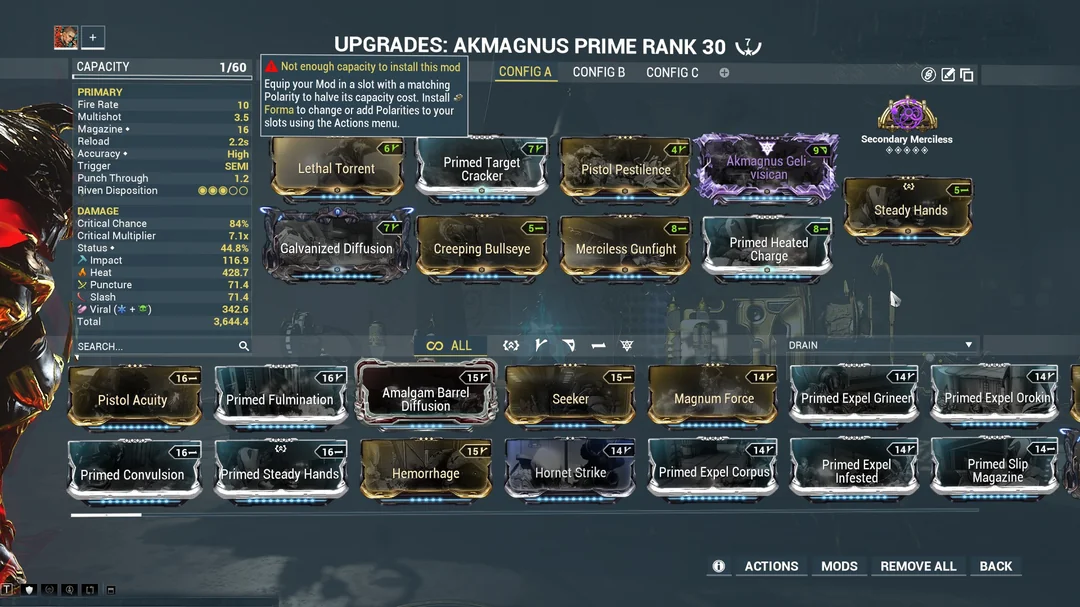 +
UPGRADES: AKMAGNUS PRIME RANK 30
7
CAPACITY 1/60
Not enough capacity to install this mod
Equip your Mod in a slot with a matching
Polarity to halve its capacity cost. Install
Forma to change or add Polarities to your
slots using the Actions menu.
CONFIG A CONFIG B CONFIG C
PRIMARY
Fire Rate 10
Multishot 3.5
Magazine 16
Reload 2.2s
Accuracy High
Trigger SEMI
Punch Through 1.2
Riven Disposition
DAMAGE
Critical Chance 84%
Critical Multiplier 7.1x
Status 44.8%
Impact 116.9
Heat 428.7
Puncture 71.4
Slash 71.4
Viral ( + ) 342.6
Total 3,644.4
6
Lethal Torrent
7
Primed Target
Cracker
4
Pistol Pestilence
9
Akmagnus Geli-
visican
Secondary Merciless
5
Steady Hands
7
Galvanized Diffusion
5
Creeping Bullseye
8
Merciless Gunfight
8
Primed Heated
Charge
SEARCH...
ALL
DRAIN
16
Pistol Acuity
16
Primed Fulmination
15
Amalgam Barrel
Diffusion
15
Seeker
14
Magnum Force
14
Primed Expel Grineer
14
Primed Expel Orokin
16
Primed Convulsion
16
Primed Steady Hands
15
Hemorrhage
14
Hornet Strike
14
Primed Expel Corpus
14
Primed Expel
Infested
14
Primed Slip
Magazine
ACTIONS MODS REMOVE ALL BACK